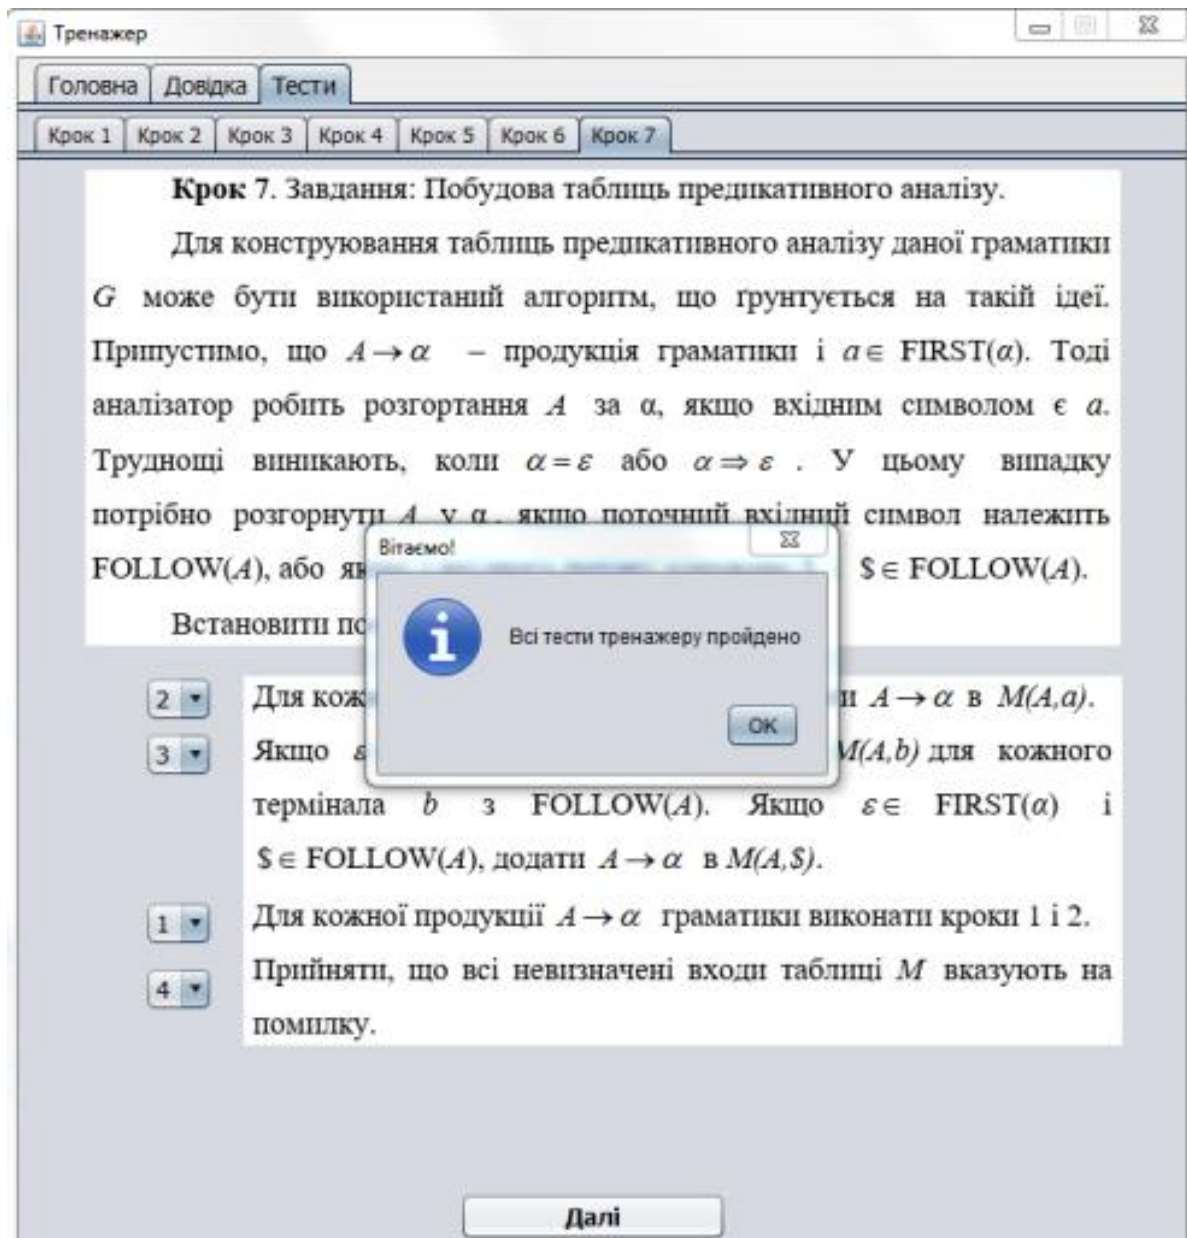 Тренажер
Головна Довідка Тести
Крок 1 Крок 2 Крок 3 Крок 4 Крок 5 Крок 6 Крок 7
Крок 7. Завдання: Побудова таблиць предикативного аналізу.
Для конструювання таблиць предикативного аналізу даної граматики
G може бути використаний алгоритм, що ґрунтується на такій ідеї.
Припустимо, що A → α – продукція граматики і a ∈ FIRST(α). Тоді
аналізатор робить розгортання A за α, якщо вхідним символом є a.
Труднощі виникають, коли α = ε або α ⇒ ε . У цьому випадку
потрібно розгорнути A у α, якщо поточний вхідний символ належить
FOLLOW(A), або $ ∈ FOLLOW(A).
Встановити
Вітаємо!
Всі тести тренажеру пройдено
OK
2 Для A → α в M(A,a).
3 Якщо M(A,b) для кожного
термінала b з FOLLOW(A). Якщо ε ∈ FIRST(α) і
$ ∈ FOLLOW(A), додати A → α в M(A,$).
1 Для кожної продукції A → α граматики виконати кроки 1 і 2.
4 Прийняти, що всі невизначені входи таблиці M вказують на
помилку.
Далі